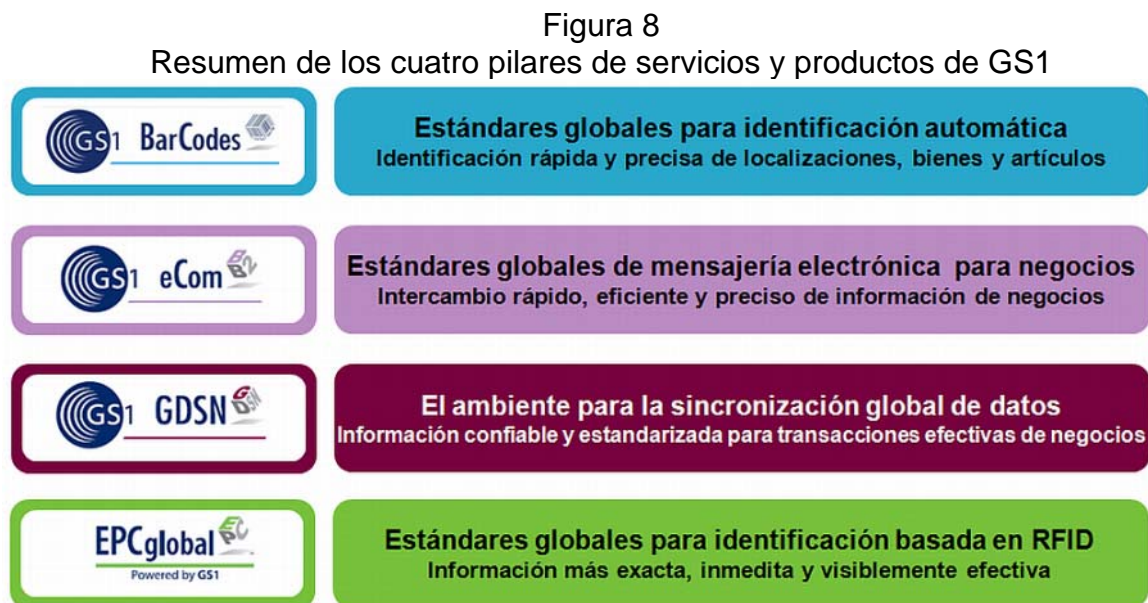 Figura 8
Resumen de los cuatro pilares de servicios y productos de GS1
GS1 BarCodes
Estándares globales para identificación automática
Identificación rápida y precisa de localizaciones, bienes y artículos
GS1 eCom B2B
Estándares globales de mensajería electrónica para negocios
Intercambio rápido, eficiente y preciso de información de negocios
GS1 GDSN GDSN
El ambiente para la sincronización global de datos
Información confiable y estandarizada para transacciones efectivas de negocios
EPCglobal EPC
Powered by GS1
Estándares globales para identificación basada en RFID
Información más exacta, inmedita y visiblemente efectiva